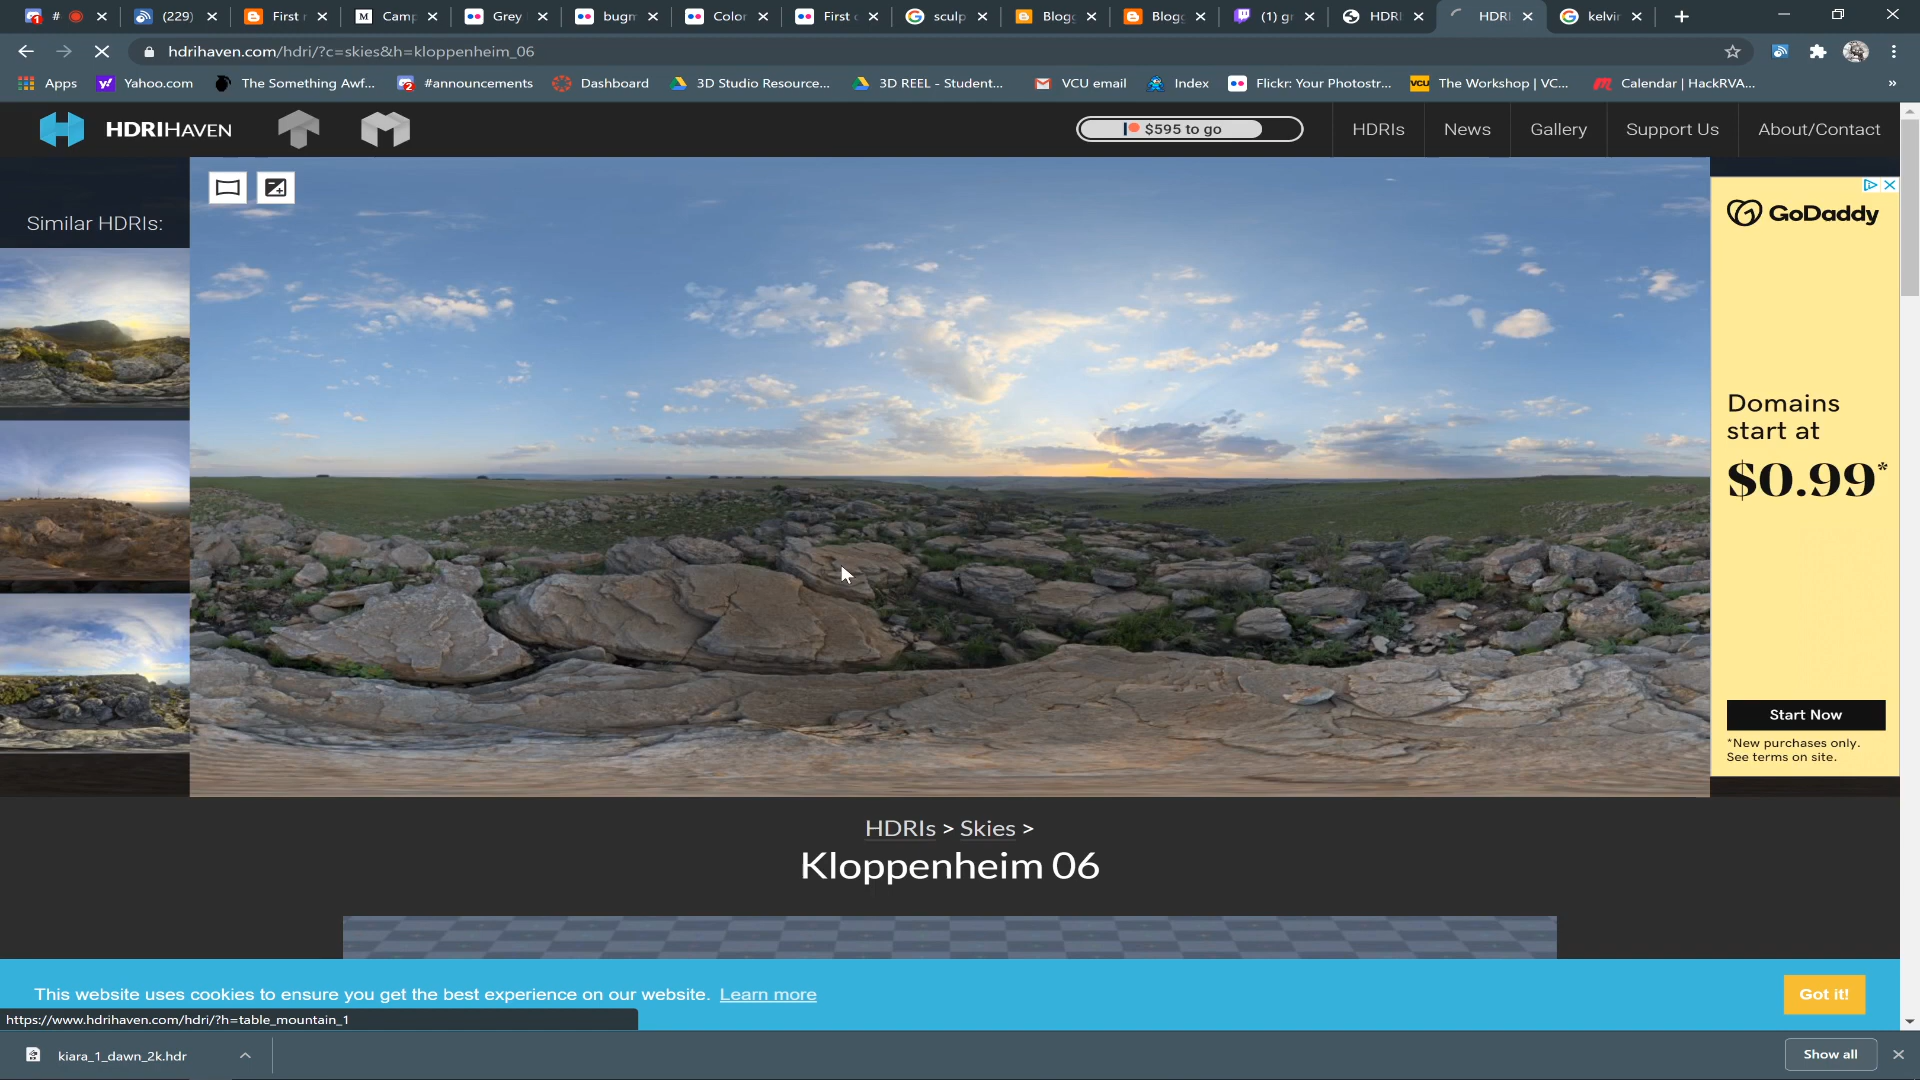 #
(229)
First r
Camp
Grey
bugm
Color
First c
sculp
Blogg
Blogg
(1) gr
HDRI
HDRI
kelvin
hdrihaven.com/hdri/?c=skies&h=kloppenheim_06
Apps
Yahoo.com
The Something Awf...
#announcements
Dashboard
3D Studio Resource...
3D REEL - Student...
VCU email
Index
Flickr: Your Photostr...
The Workshop | VC...
Calendar | HackRVA...
»
HDRIHAVEN
$595 to go
HDRIs
News
Gallery
Support Us
About/Contact
Similar HDRIs:
GoDaddy
Domains
start at
$0.99*
Start Now
*New purchases only.
See terms on site.
HDRIs > Skies >
Kloppenheim 06
This website uses cookies to ensure you get the best experience on our website. Learn more
Got it!
https://www.hdrihaven.com/hdri/?h=table_mountain_1
kiara_1_dawn_2k.hdr
Show all